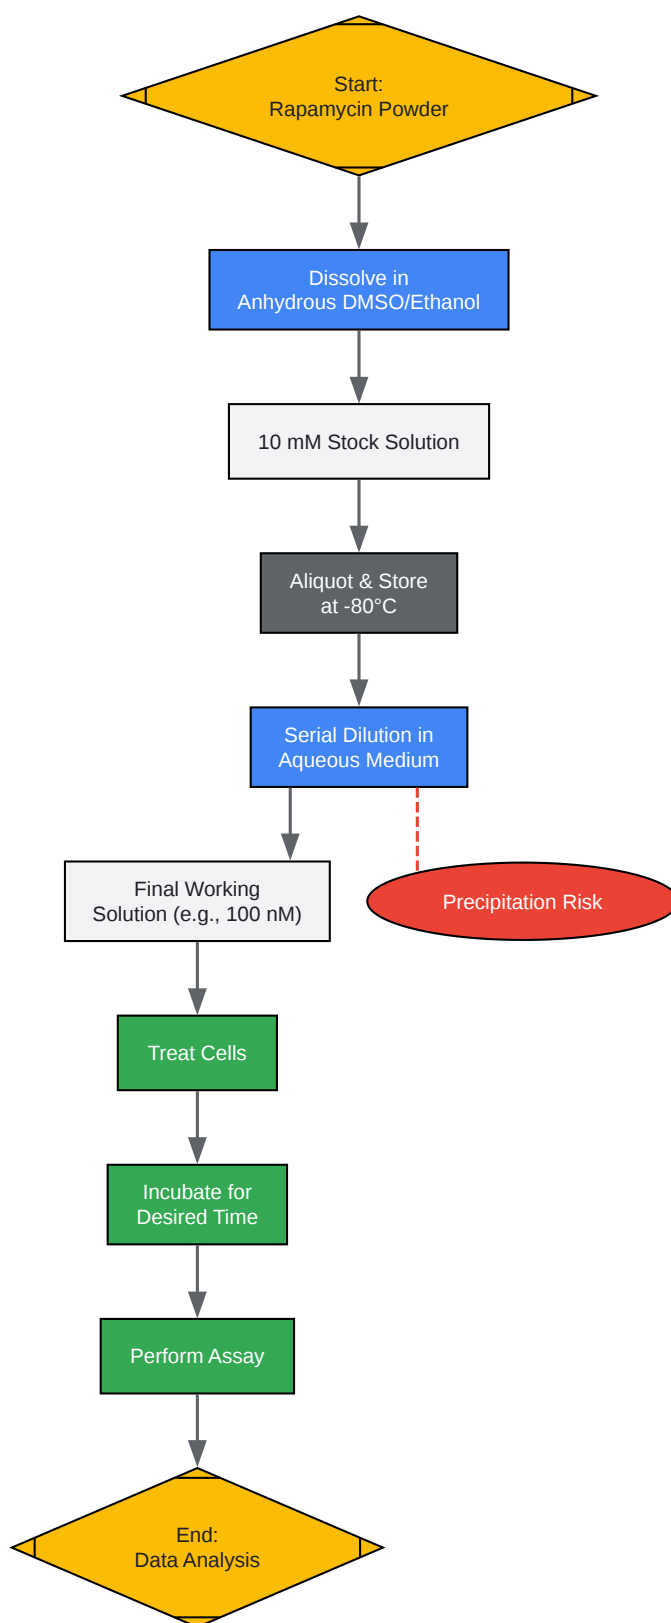 Start:
Rapamycin Powder
Dissolve in
Anhydrous DMSO/Ethanol
10 mM Stock Solution
Aliquot & Store
at -80°C
Serial Dilution in
Aqueous Medium
Final Working
Solution (e.g., 100 nM)
Precipitation Risk
Treat Cells
Incubate for
Desired Time
Perform Assay
End:
Data Analysis